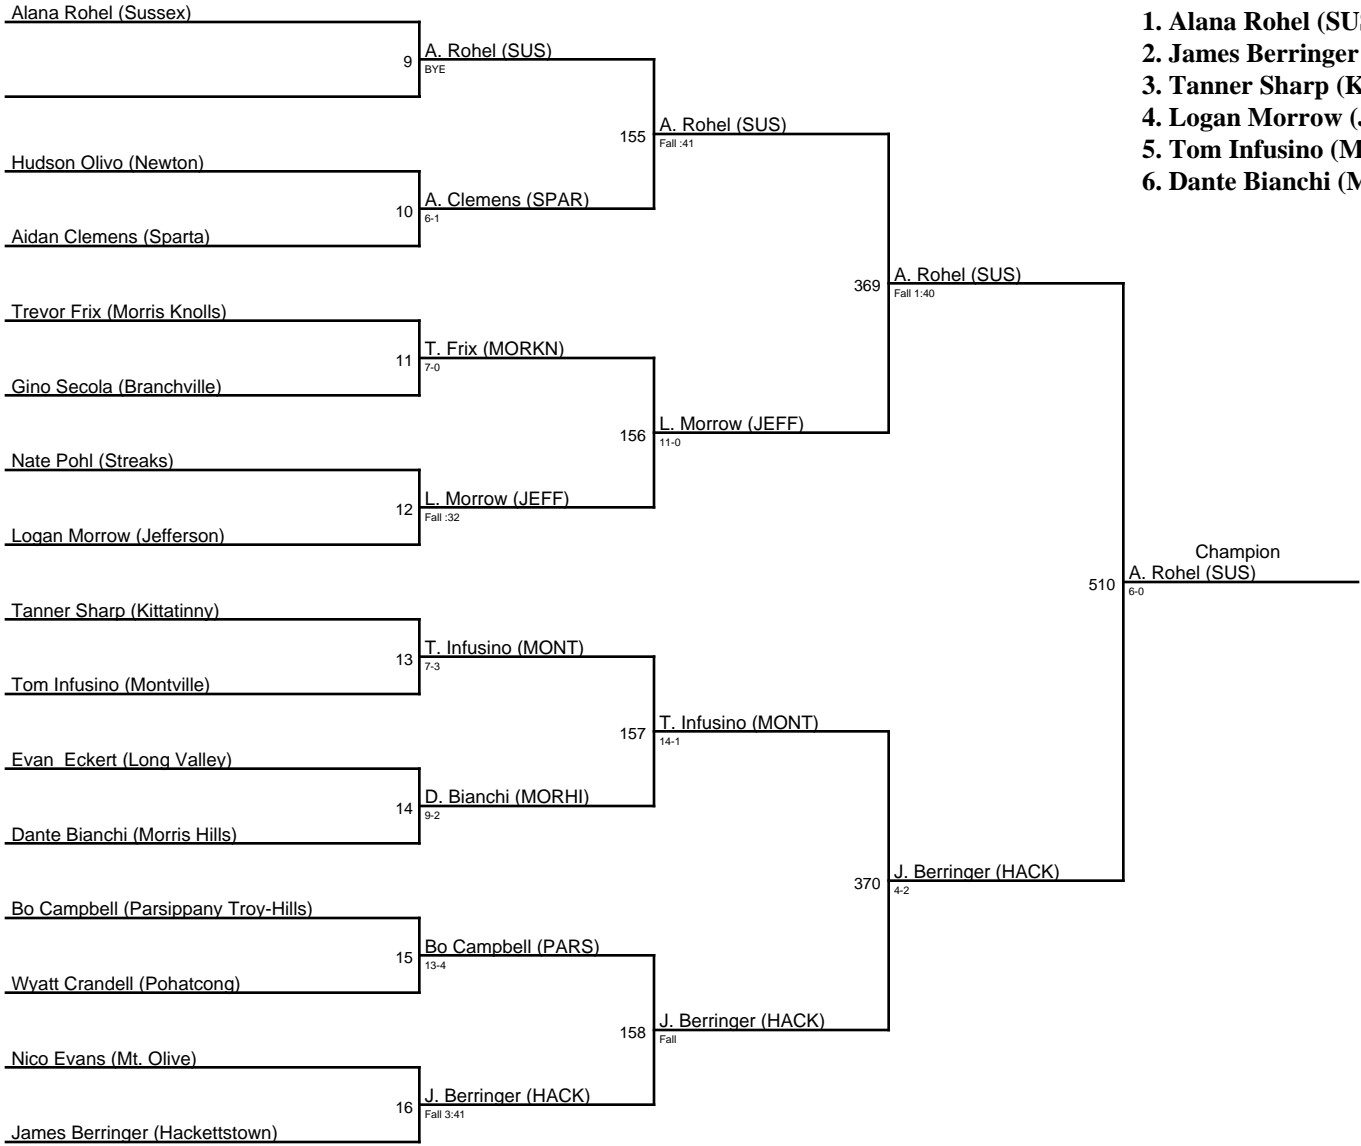 Alana Rohel (Sussex)
9
A. Rohel (SUS)
BYE
Hudson Olivo (Newton)
10
A. Clemens (SPAR)
6-1
Aidan Clemens (Sparta)
155
A. Rohel (SUS)
Fall :41
Trevor Frix (Morris Knolls)
11
T. Frix (MORKN)
7-0
Gino Secola (Branchville)
Nate Pohl (Streaks)
12
L. Morrow (JEFF)
Fall :32
Logan Morrow (Jefferson)
156
L. Morrow (JEFF)
11-0
369
A. Rohel (SUS)
Fall 1:40
Tanner Sharp (Kittatinny)
13
T. Infusino (MONT)
7-3
Tom Infusino (Montville)
Evan Eckert (Long Valley)
14
D. Bianchi (MORHI)
9-2
Dante Bianchi (Morris Hills)
157
T. Infusino (MONT)
14-1
Bo Campbell (Parsippany Troy-Hills)
15
Bo Campbell (PARS)
13-4
Wyatt Crandell (Pohatcong)
Nico Evans (Mt. Olive)
16
J. Berringer (HACK)
Fall 3:41
James Berringer (Hackettstown)
158
J. Berringer (HACK)
Fall
370
J. Berringer (HACK)
4-2
Champion
510
A. Rohel (SUS)
6-0
1. Alana Rohel (SUS
2. James Berringer
3. Tanner Sharp (K
4. Logan Morrow (J
5. Tom Infusino (M
6. Dante Bianchi (M